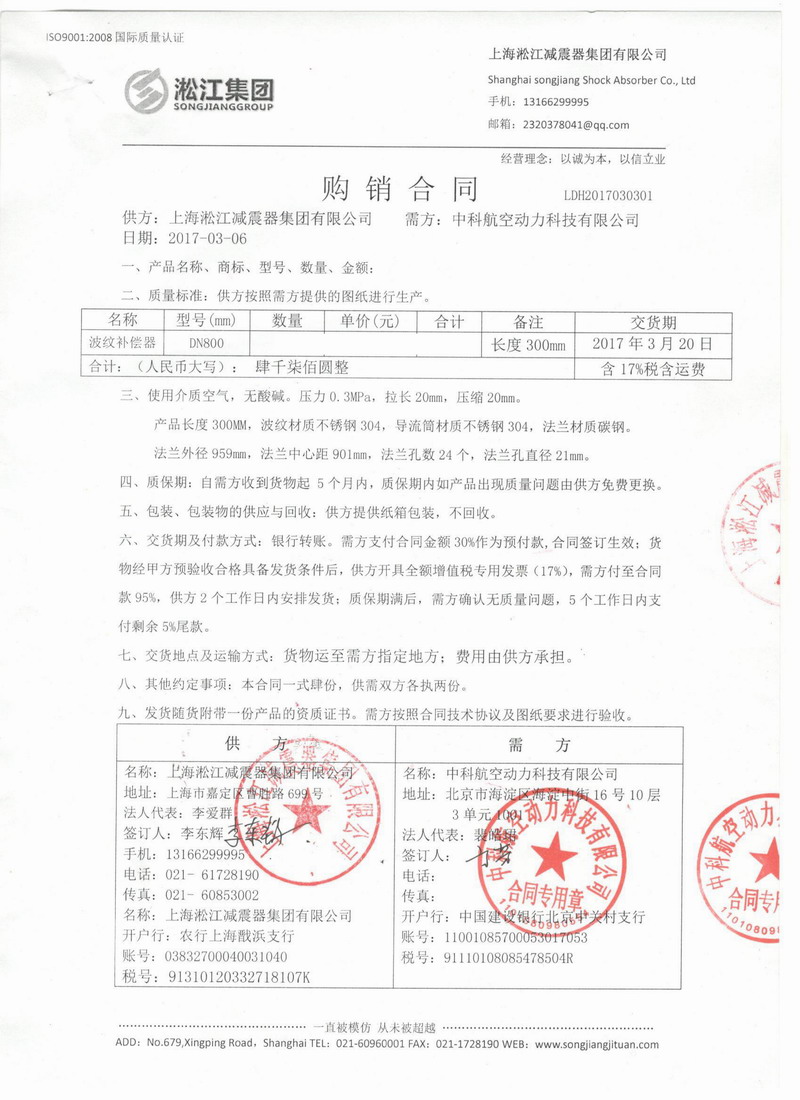 ISO9001:2008 国际质量认证
上海淞江减震器集团有限公司
Shanghai songjiang Shock Absorber Co., Ltd
手机：13166299995
邮箱：2320378041@qq.com
淞江集团
SONGJIANGGROUP
经营理念：以诚为本，以信立业
购 销 合 同
LDH2017030301
供方：上海淞江减震器集团有限公司 需方：中科航空动力科技有限公司
日期：2017-03-06
一、产品名称、商标、型号、数量、金额：
二、质量标准：供方按照需方提供的图纸进行生产。
名称 型号(mm) 数量 单价(元) 合计 备注 交货期
波纹补偿器 DN800 长度 300mm 2017 年 3 月 20 日
合计：（人民币大写）：肆千柒佰圆整 含 17%税含运费
三、使用介质空气，无酸碱。压力 0.3MPa，拉长 20mm，压缩 20mm。
产品长度 300MM，波纹材质不锈钢 304，导流筒材质不锈钢 304，法兰材质碳钢。
法兰外径 959mm，法兰中心距 901mm，法兰孔数 24 个，法兰孔直径 21mm。
四、质保期：自需方收到货物起 5 个月内，质保期内如产品出现质量问题由供方免费更换。
五、包装、包装物的供应与回收：供方提供纸箱包装，不回收。
六、交货期及付款方式：银行转账。需方支付合同金额 30%作为预付款,合同签订生效；货
物经甲方预验收合格具备发货条件后，供方开具全额增值税专用发票（17%），需方付至合同
款 95%，供方 2 个工作日内安排发货；质保期满后，需方确认无质量问题，5 个工作日内支
付剩余 5%尾款。
七、交货地点及运输方式：货物运至需方指定地方；费用由供方承担。
八、其他约定事项：本合同一式肆份，供需双方各执两份。
九、发货随货附带一份产品的资质证书。需方按照合同技术协议及图纸要求进行验收。
供 方
名称：上海淞江减震器集团有限公司
地址：上海市嘉定区曹胜路 699 号
法人代表：李爱群
签订人：李东辉
手机：13166299995
电话：021- 61728190
传真：021- 60853002
名称：上海淞江减震器集团有限公司
开户行：农行上海戬浜支行
账号：03832700040031040
税号：91310120332718107K
需 方
名称：中科航空动力科技有限公司
地址：北京市海淀区海淀中街 16 号 10 层
3 单元 1001
法人代表：裴
签订人：
电话：
传真：
开户行：中国建设银行北京中关村支行
账号：11001085700053017053
税号：91110108085478504R
中科航空动力科技有限公司
合同专用章
一直被模仿 从未被超越
ADD：No.679,Xingping Road，Shanghai TEL：021-60960001 FAX：021-1728190 WEB：www.songjiangjituan.com